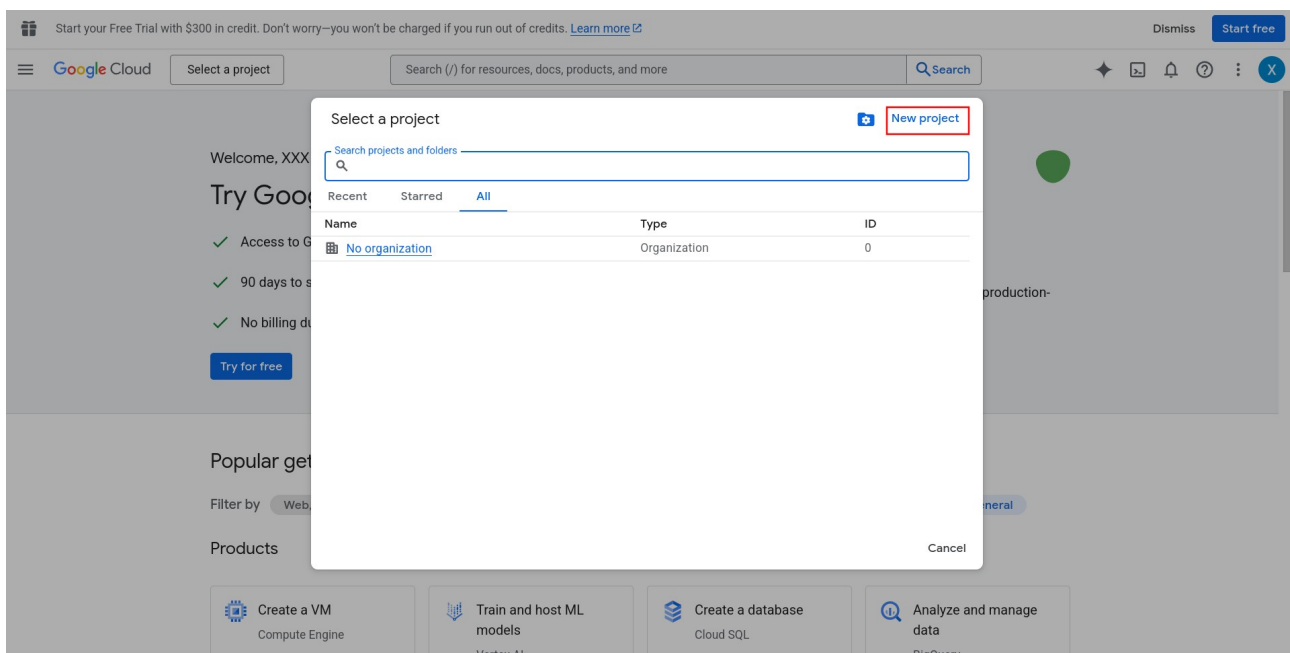 Start your Free Trial with $300 in credit. Don't worry—you won't be charged if you run out of credits. Learn more
Dismiss
Start free
Google Cloud
Select a project
Search (/) for resources, docs, products, and more
Search
X
Select a project
New project
Search projects and folders
Recent
Starred
All
Name Type ID
No organization Organization 0
Cancel
Welcome, XXX
Try Goo
Access to G
90 days to s
production-
No billing du
Try for free
Popular get
Filter by
Web,
neral
Products
Create a VM
Compute Engine
Train and host ML
models
Create a database
Cloud SQL
Analyze and manage
data